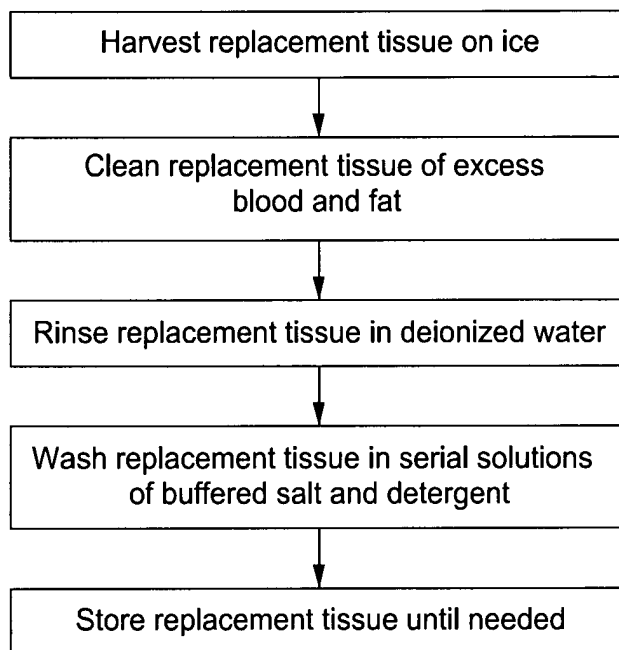 Harvest replacement tissue on ice
Clean replacement tissue of excess
blood and fat
Rinse replacement tissue in deionized water
Wash replacement tissue in serial solutions
of buffered salt and detergent
Store replacement tissue until needed